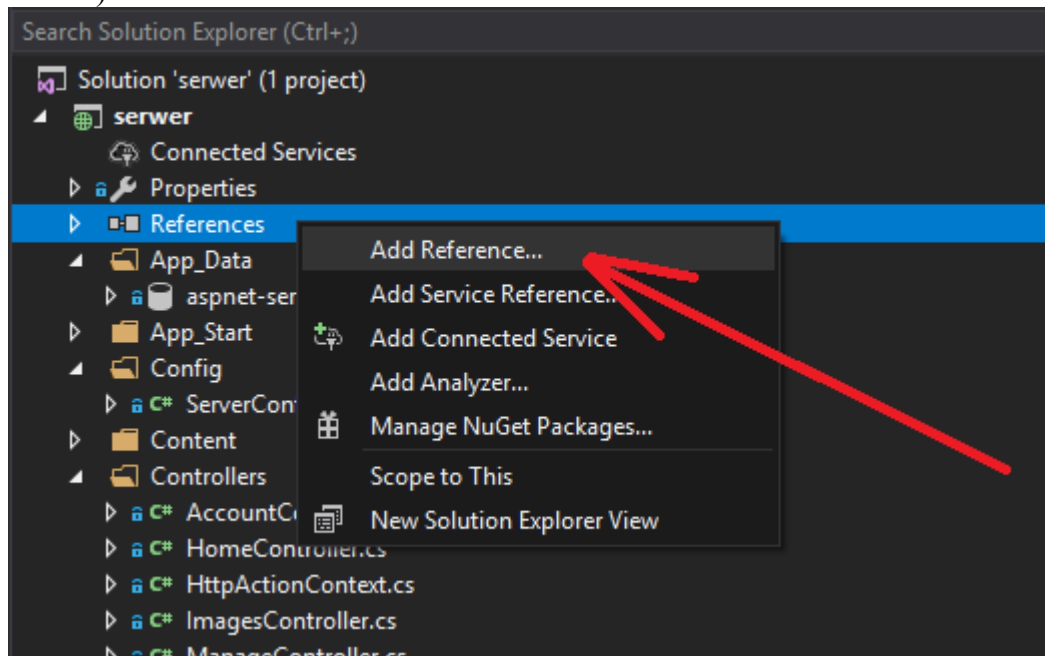 Search Solution Explorer (Ctrl+;)
Solution 'serwer' (1 project)
serwer
Connected Services
Properties
References
Add Reference...
App_Data
Add Service Reference..
aspnet-ser
App_Start
Add Connected Service
Config
Add Analyzer...
C# ServerCon
Manage NuGet Packages...
Content
Controllers
Scope to This
C# AccountC
New Solution Explorer View
C# HomeController.cs
C# HttpActionContext.cs
C# ImagesController.cs
C# ManageController.cs